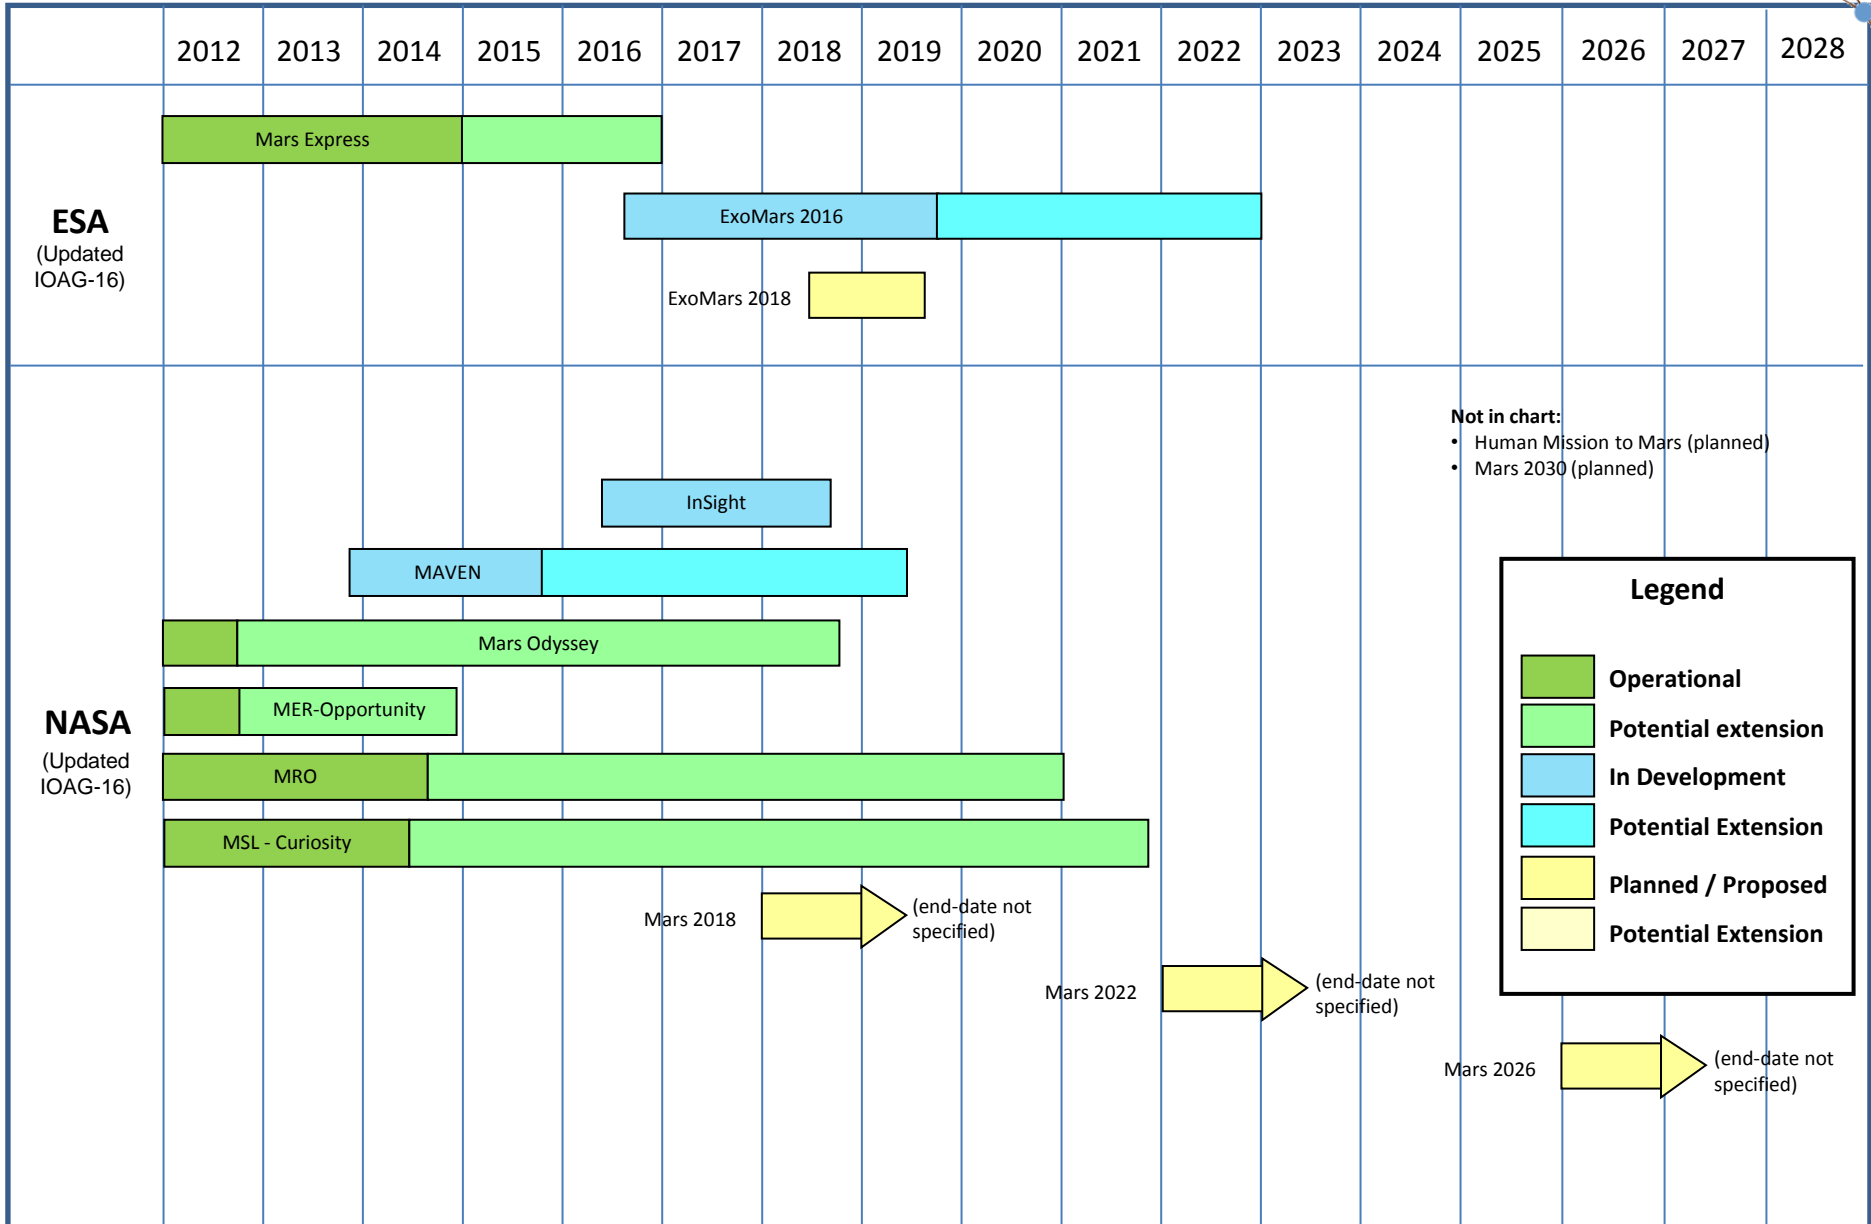 2012 2013 2014 2015 2016 2017 2018 2019 2020 2021 2022 2023 2024 2025 2026 2027 2028
ESA
(Updated
IOAG-16)
Mars Express
ExoMars 2016
ExoMars 2018
NASA
(Updated
IOAG-16)
Not in chart:
• Human Mission to Mars (planned)
• Mars 2030 (planned)
InSight
MAVEN
Mars Odyssey
MER-Opportunity
MRO
MSL - Curiosity
Mars 2018
(end-date not
specified)
Mars 2022
(end-date not
specified)
Mars 2026
(end-date not
specified)
Legend
Operational
Potential extension
In Development
Potential Extension
Planned / Proposed
Potential Extension